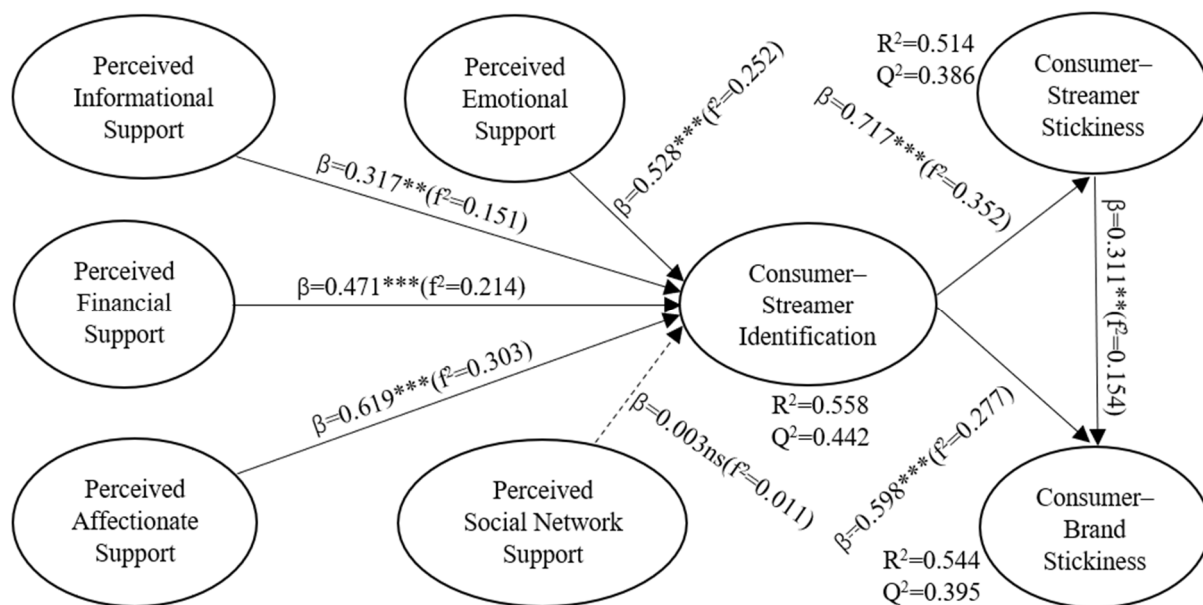 Perceived
Informational
Support
Perceived
Emotional
Support
R²=0.514
Q²=0.386
Consumer–
Streamer
Stickiness
β=0.317**(f²=0.151)
β=0.528***(f²=0.252)
β=0.717***(f²=0.352)
β=0.311**(f²=0.154)
Perceived
Financial
Support
β=0.471***(f²=0.214)
Consumer–
Streamer
Identification
R²=0.558
Q²=0.442
β=0.619***(f²=0.303)
β=0.003ns(f²=0.011)
β=0.598***(f²=0.277)
Perceived
Affectionate
Support
Perceived
Social Network
Support
Consumer–
Brand
Stickiness
R²=0.544
Q²=0.395